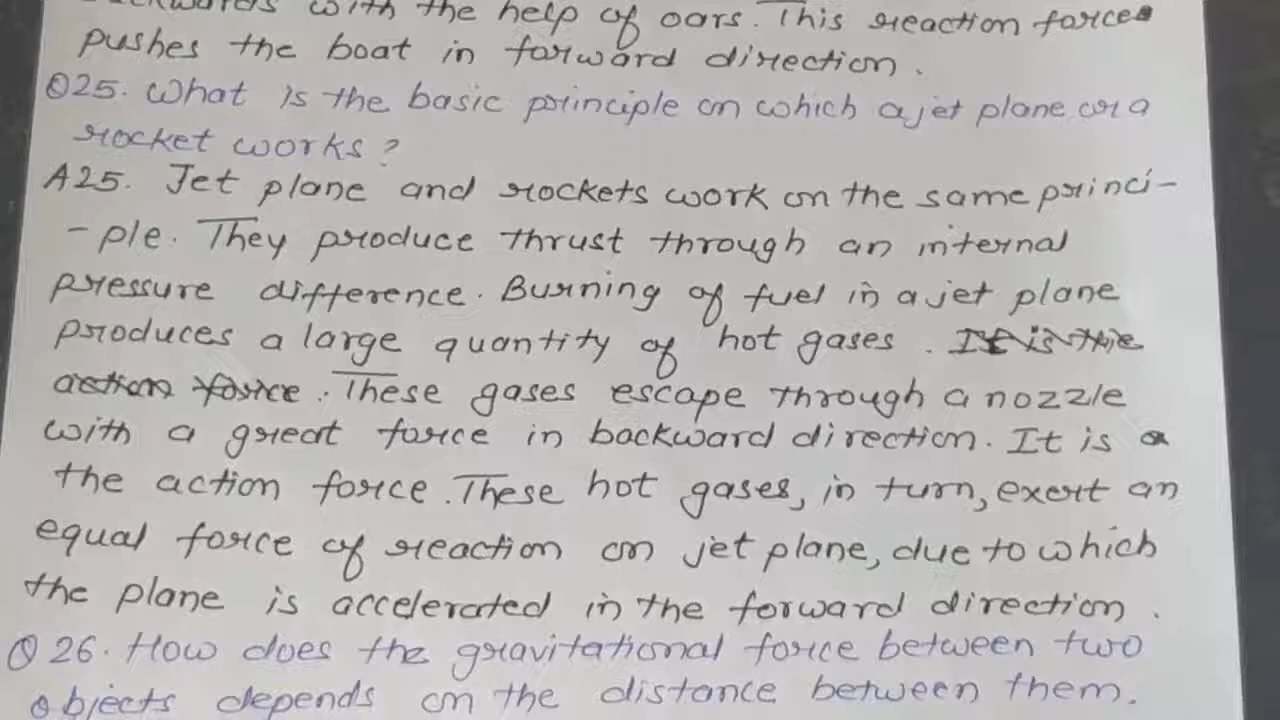 backwards with the help of oars. This reaction force
pushes the boat in forward direction.
Q25. What is the basic principle on which a jet plane or a
rocket works?
A25. Jet plane and rockets work on the same princi-
-ple. They produce thrust through an internal
pressure difference. Burning of fuel in a jet plane
produces a large quantity of hot gases. It is the
action force. These gases escape through a nozzle
with a great force in backward direction. It is
the action force. These hot gases, in turn, exert an
equal force of reaction on jet plane, due to which
the plane is accelerated in the forward direction.
Q26. How does the gravitational force between two
objects depends on the distance between them.